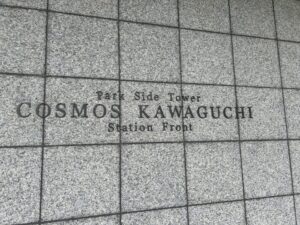 Park Side Tower
COSMOS KAWAGUCHI
Station Front